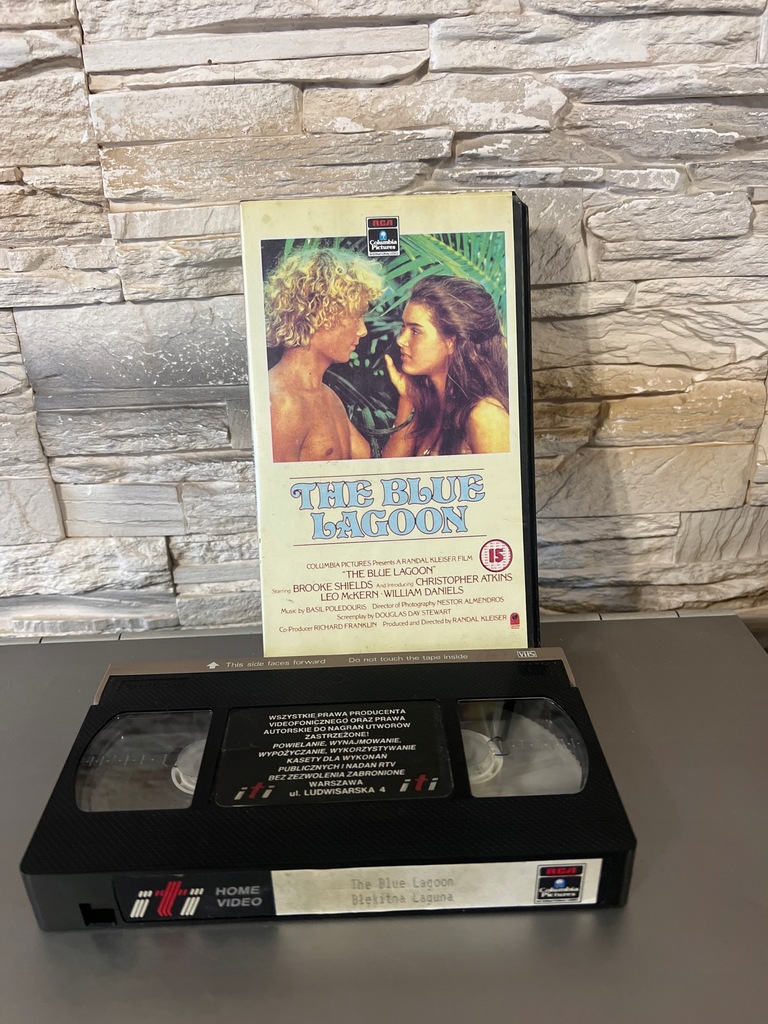 RCA
Columbia
Pictures
THE BLUE
LAGOON
15
COLUMBIA PICTURES Presents A RANDAL KLEISER FILM
"THE BLUE LAGOON"
Starring BROOKE SHIELDS And Introducing CHRISTOPHER ATKINS
LEO McKERN · WILLIAM DANIELS
Music by BASIL POLEDOURIS Director of Photography NESTOR ALMENDROS
Screenplay by DOUGLAS DAY STEWART
Co-Producer RICHARD FRANKLIN Produced and Directed by RANDAL KLEISER
This side faces forward Do not touch the tape inside VHS
WSZYSTKIE PRAWA PRODUCENTA
VIDEOFONICZNEGO ORAZ PRAWA
AUTORSKIE DO NAGRAŃ UTWORÓW
ZASTRZEŻONE!
POWIELANIE, WYNAJMOWANIE,
WYPOŻYCZANIE, WYKORZYSTYWANIE
KASETY DLA WYKONAŃ
PUBLICZNYCH I NADAŃ RTV
BEZ ZEZWOLENIA ZABRONIONE
WARSZAWA
iti ul. LUDWISARSKA 4 iti
iti HOME
VIDEO
The Blue Lagoon
Błękitna Laguna
RCA
Columbia
Pictures